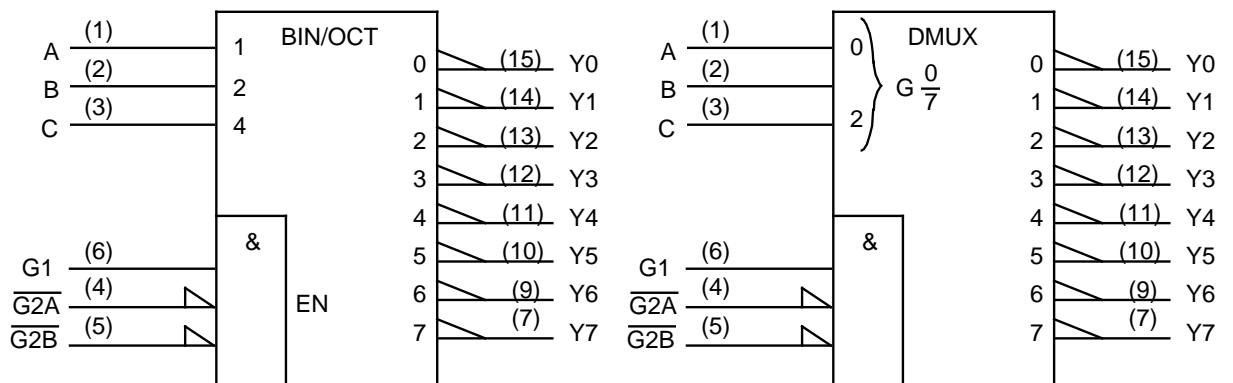 A (1) 1 BIN/OCT
B (2) 2
C (3) 4
0 (15) Y0
1 (14) Y1
2 (13) Y2
3 (12) Y3
4 (11) Y4
5 (10) Y5
6 (9) Y6
7 (7) Y7
&
G1 (6)
G2A (4) EN
G2B (5)
A (1) 0 DMUX
B (2) G 0/7
C (3) 2
0 (15) Y0
1 (14) Y1
2 (13) Y2
3 (12) Y3
4 (11) Y4
5 (10) Y5
6 (9) Y6
7 (7) Y7
&
G1 (6)
G2A (4)
G2B (5)